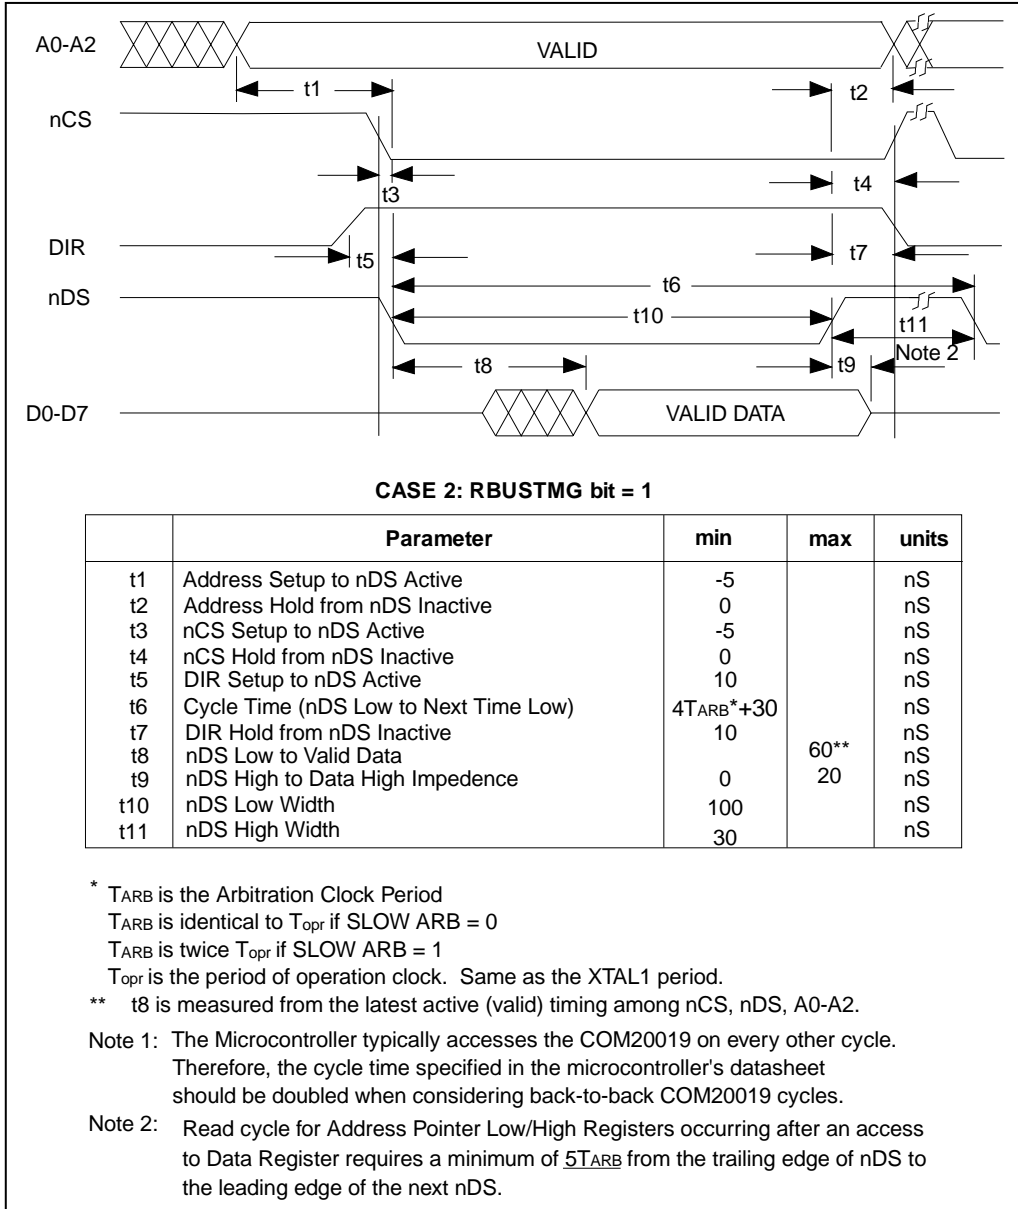 A0-A2 VALID
t1 t2
nCS
t3 t4
DIR
t5 t7
t6
nDS
t10 t11
Note 2
t8 t9
D0-D7 VALID DATA
CASE 2: RBUSTMG bit = 1
Parameter min max units
t1 Address Setup to nDS Active -5 nS
t2 Address Hold from nDS Inactive 0 nS
t3 nCS Setup to nDS Active -5 nS
t4 nCS Hold from nDS Inactive 0 nS
t5 DIR Setup to nDS Active 10 nS
t6 Cycle Time (nDS Low to Next Time Low) 4TARB*+30 nS
t7 DIR Hold from nDS Inactive 10 nS
t8 nDS Low to Valid Data 60** nS
t9 nDS High to Data High Impedence 0 20 nS
t10 nDS Low Width 100 nS
t11 nDS High Width 30 nS
* TARB is the Arbitration Clock Period
TARB is identical to Topr if SLOW ARB = 0
TARB is twice Topr if SLOW ARB = 1
Topr is the period of operation clock. Same as the XTAL1 period.
** t8 is measured from the latest active (valid) timing among nCS, nDS, A0-A2.
Note 1: The Microcontroller typically accesses the COM20019 on every other cycle.
Therefore, the cycle time specified in the microcontroller's datasheet
should be doubled when considering back-to-back COM20019 cycles.
Note 2: Read cycle for Address Pointer Low/High Registers occurring after an access
to Data Register requires a minimum of 5TARB from the trailing edge of nDS to
the leading edge of the next nDS.